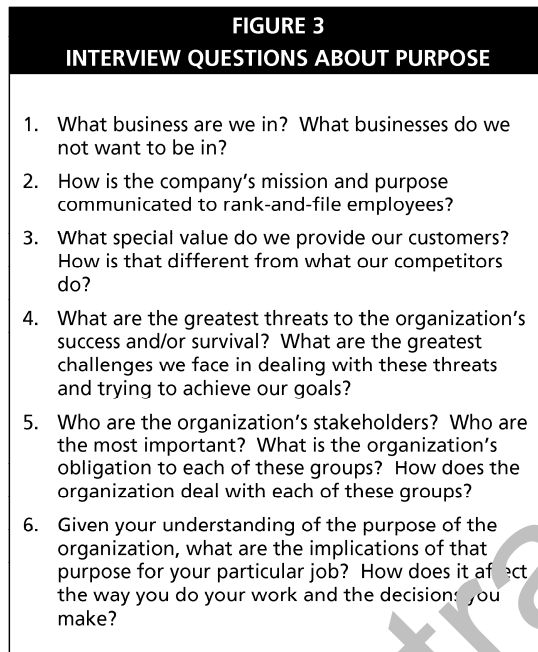 FIGURE 3
INTERVIEW QUESTIONS ABOUT PURPOSE
1. What business are we in? What businesses do we
not want to be in?
2. How is the company's mission and purpose
communicated to rank-and-file employees?
3. What special value do we provide our customers?
How is that different from what our competitors
do?
4. What are the greatest threats to the organization's
success and/or survival? What are the greatest
challenges we face in dealing with these threats
and trying to achieve our goals?
5. Who are the organization's stakeholders? Who are
the most important? What is the organization's
obligation to each of these groups? How does the
organization deal with each of these groups?
6. Given your understanding of the purpose of the
organization, what are the implications of that
purpose for your particular job? How does it affect
the way you do your work and the decisions you
make?
tra